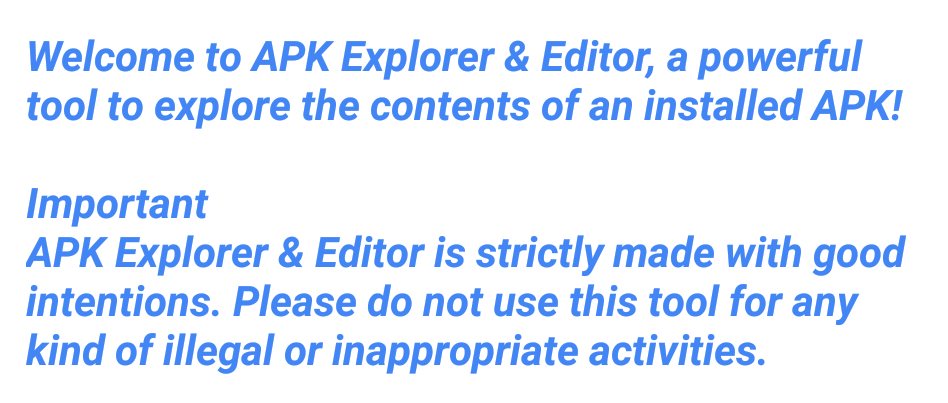 Welcome to APK Explorer & Editor, a powerful
tool to explore the contents of an installed APK!
Important
APK Explorer & Editor is strictly made with good
intentions. Please do not use this tool for any
kind of illegal or inappropriate activities.